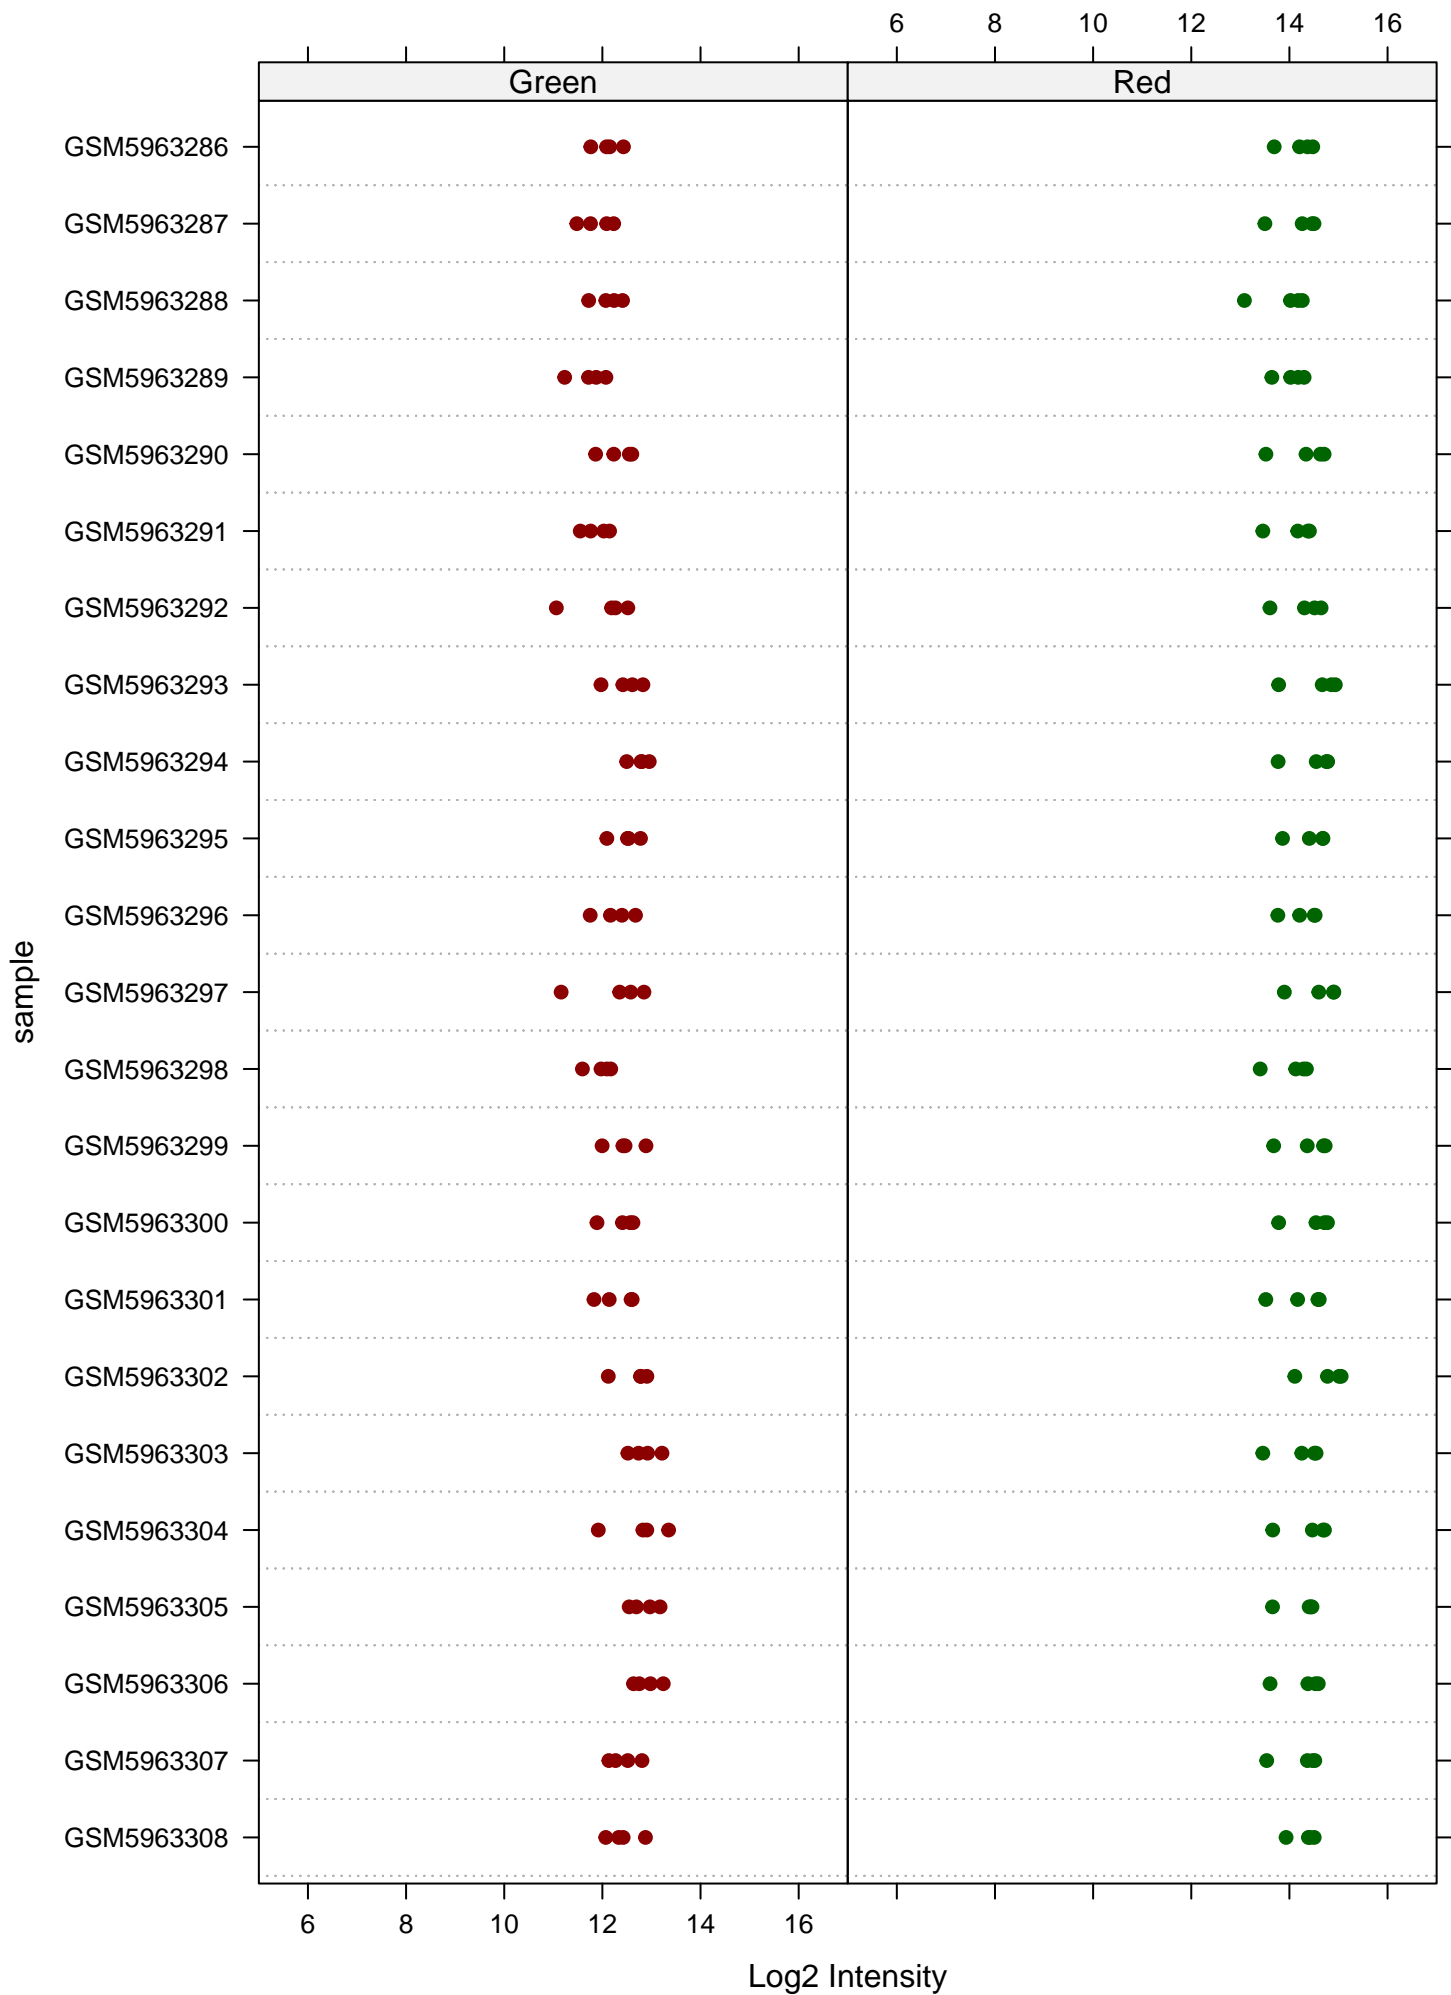 6 8 10 12 14 16
Green Red
GSM5963286
GSM5963287
GSM5963288
GSM5963289
GSM5963290
GSM5963291
GSM5963292
GSM5963293
GSM5963294
GSM5963295
GSM5963296
GSM5963297
GSM5963298
GSM5963299
GSM5963300
GSM5963301
GSM5963302
GSM5963303
GSM5963304
GSM5963305
GSM5963306
GSM5963307
GSM5963308
sample
6 8 10 12 14 16
Log2 Intensity